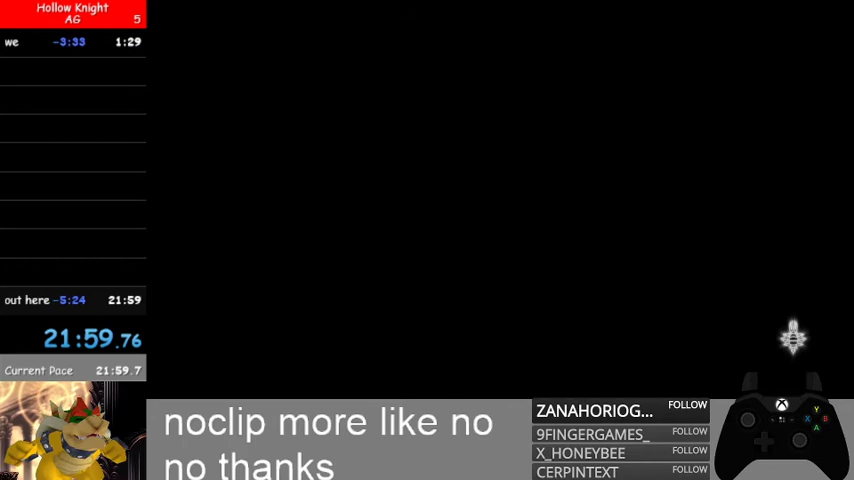 Hollow Knight
AG 5
we -3:33 1:29
out here -5:24 21:59
21:59.76
Current Pace 21:59.7
noclip more like no
no thanks
ZANAHORIOG... FOLLOW
9FINGERGAMES_ FOLLOW
X_HONEYBEE FOLLOW
CERPINTEXT FOLLOW
Y
X B
A